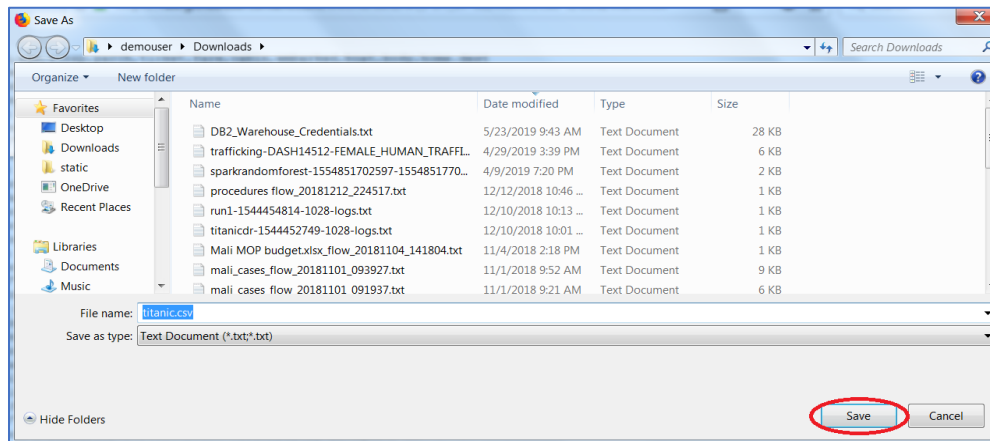 Save As
demouser Downloads Search Downloads
Organize New folder
Favorites
Desktop
Downloads
static
OneDrive
Recent Places
Libraries
Documents
Music
Name Date modified Type Size
DB2_Warehouse_Credentials.txt 5/23/2019 9:43 AM Text Document 28 KB
trafficking-DASH14512-FEMALE_HUMAN_TRAFFI... 4/29/2019 3:39 PM Text Document 6 KB
sparkrandomforest-1554851702597-1554851770... 4/9/2019 7:20 PM Text Document 2 KB
procedures flow_20181212_224517.txt 12/12/2018 10:46 ... Text Document 1 KB
run1-1544454814-1028-logs.txt 12/10/2018 10:13 ... Text Document 1 KB
titanicdr-1544452749-1028-logs.txt 12/10/2018 10:01 ... Text Document 1 KB
Mali MOP budget.xlsx_flow_20181104_141804.txt 11/4/2018 2:18 PM Text Document 1 KB
mali_cases_flow_20181101_093927.txt 11/1/2018 9:52 AM Text Document 9 KB
mali_cases_flow_20181101_091937.txt 11/1/2018 9:21 AM Text Document 6 KB
File name: titanic.csv
Save as type: Text Document (*.txt;*.txt)
Hide Folders Save Cancel